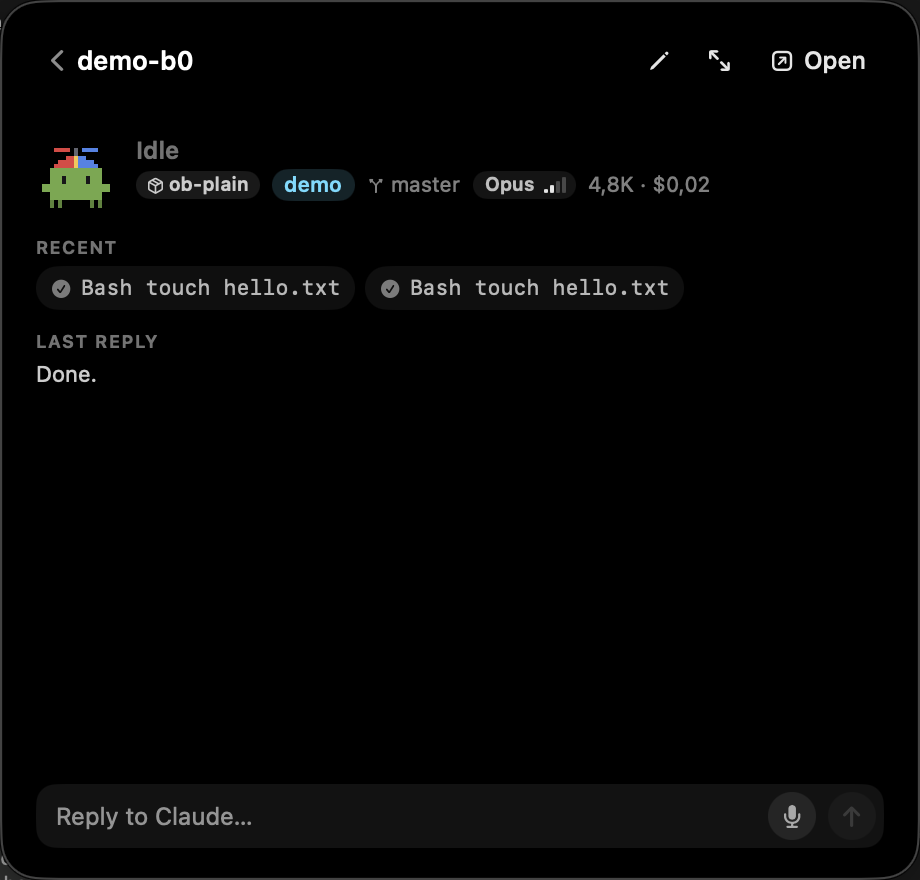 demo-b0
Open
Idle
ob-plain demo master Opus 4,8K · $0,02
RECENT
Bash touch hello.txt Bash touch hello.txt
LAST REPLY
Done.
Reply to Claude...